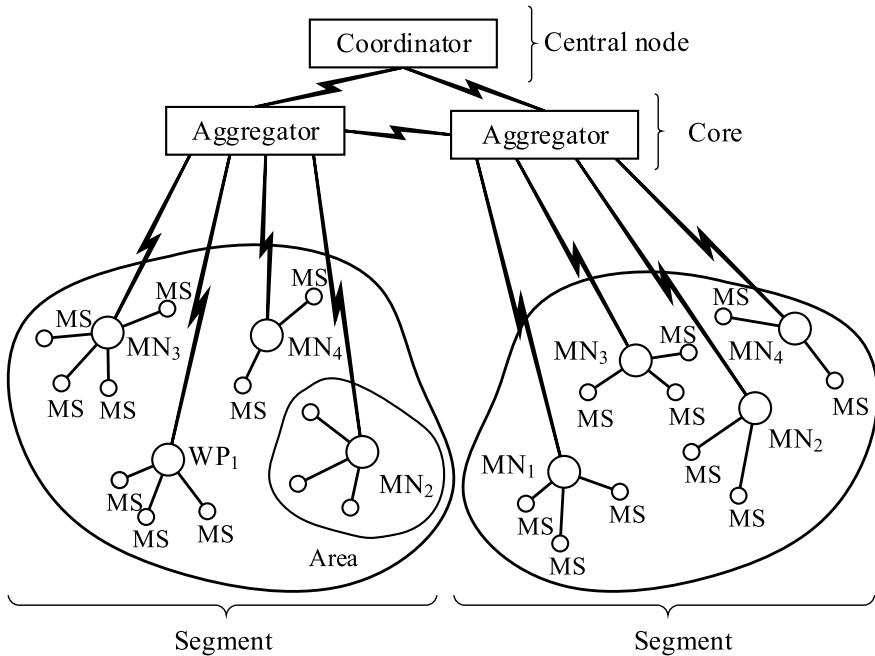 Coordinator
Central node
Aggregator
Aggregator
Core
MS
MS
MN3
MS
MS
MS
MN4
MS
WP1
MS
MS
MS
MN2
Area
MS
MN4
MS
MN3
MS
MS
MS
MN2
MS
MS
MN1
MS
MS
MS
Segment
Segment